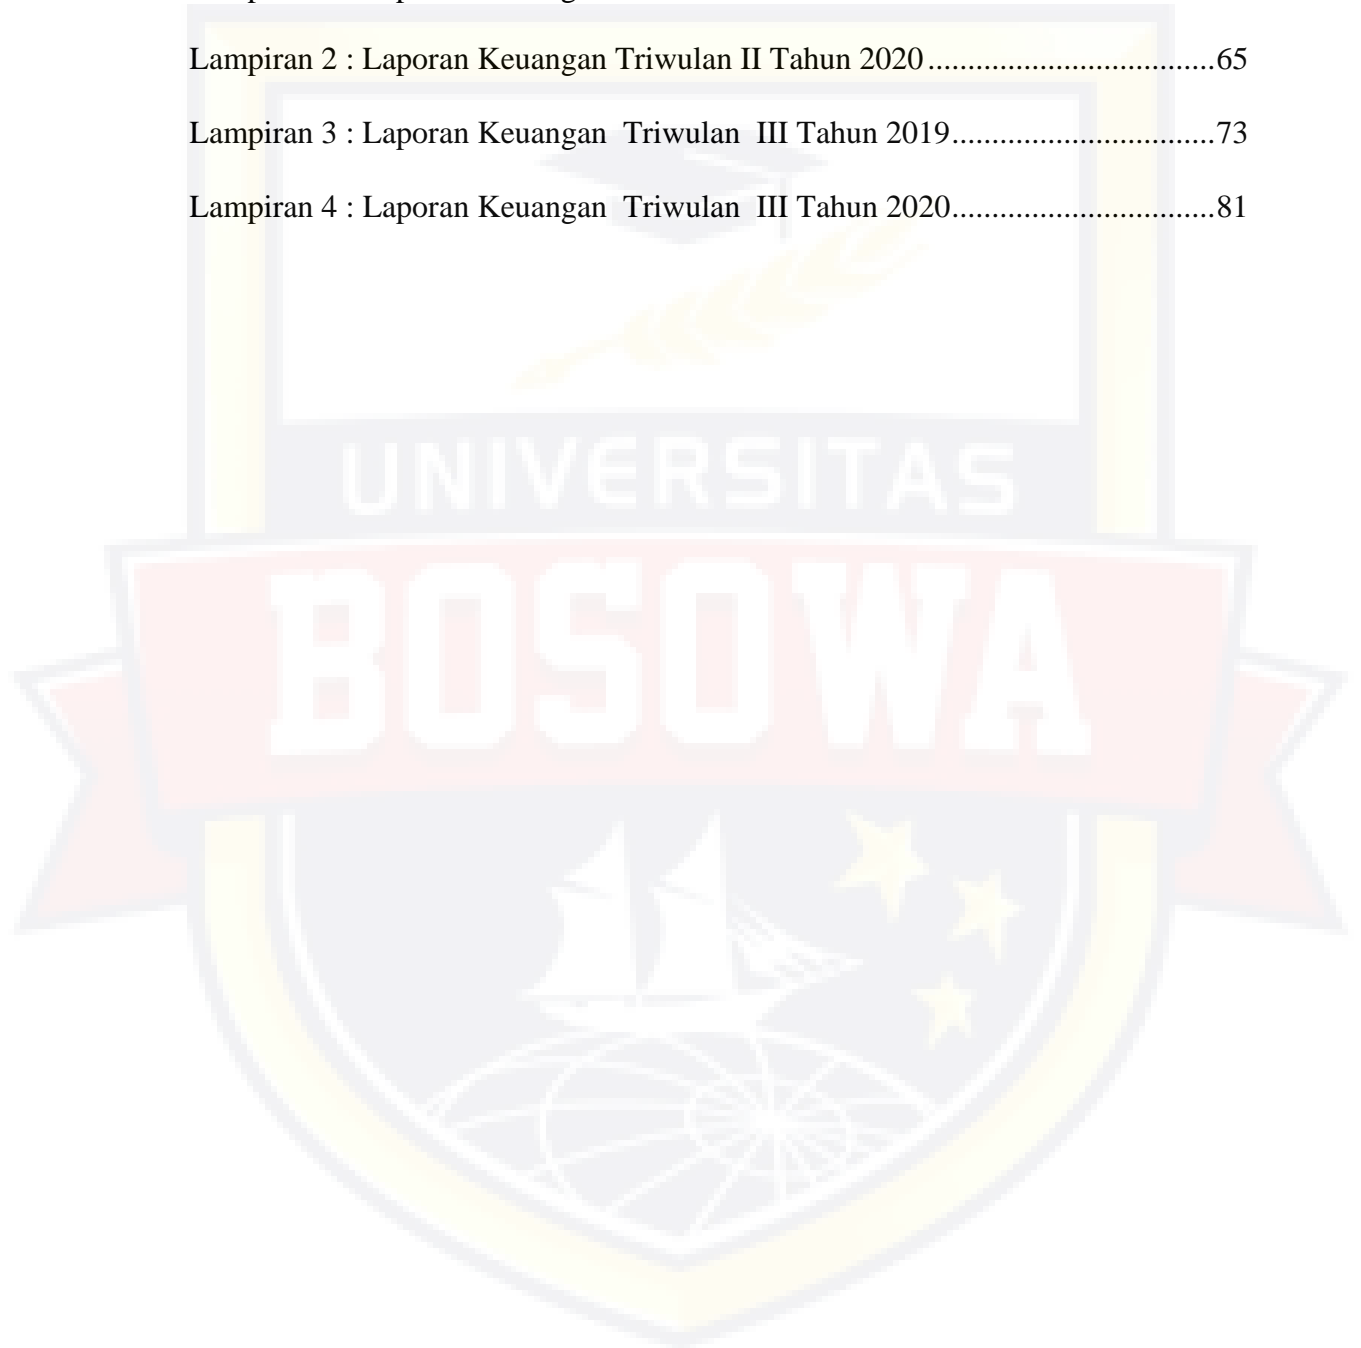 Lampiran 2 : Laporan Keuangan Triwulan II Tahun 2020................................65
Lampiran 3 : Laporan Keuangan  Triwulan  III Tahun 2019................................73
Lampiran 4 : Laporan Keuangan  Triwulan  III Tahun 2020................................81
UNIVERSITAS
BOSOWA